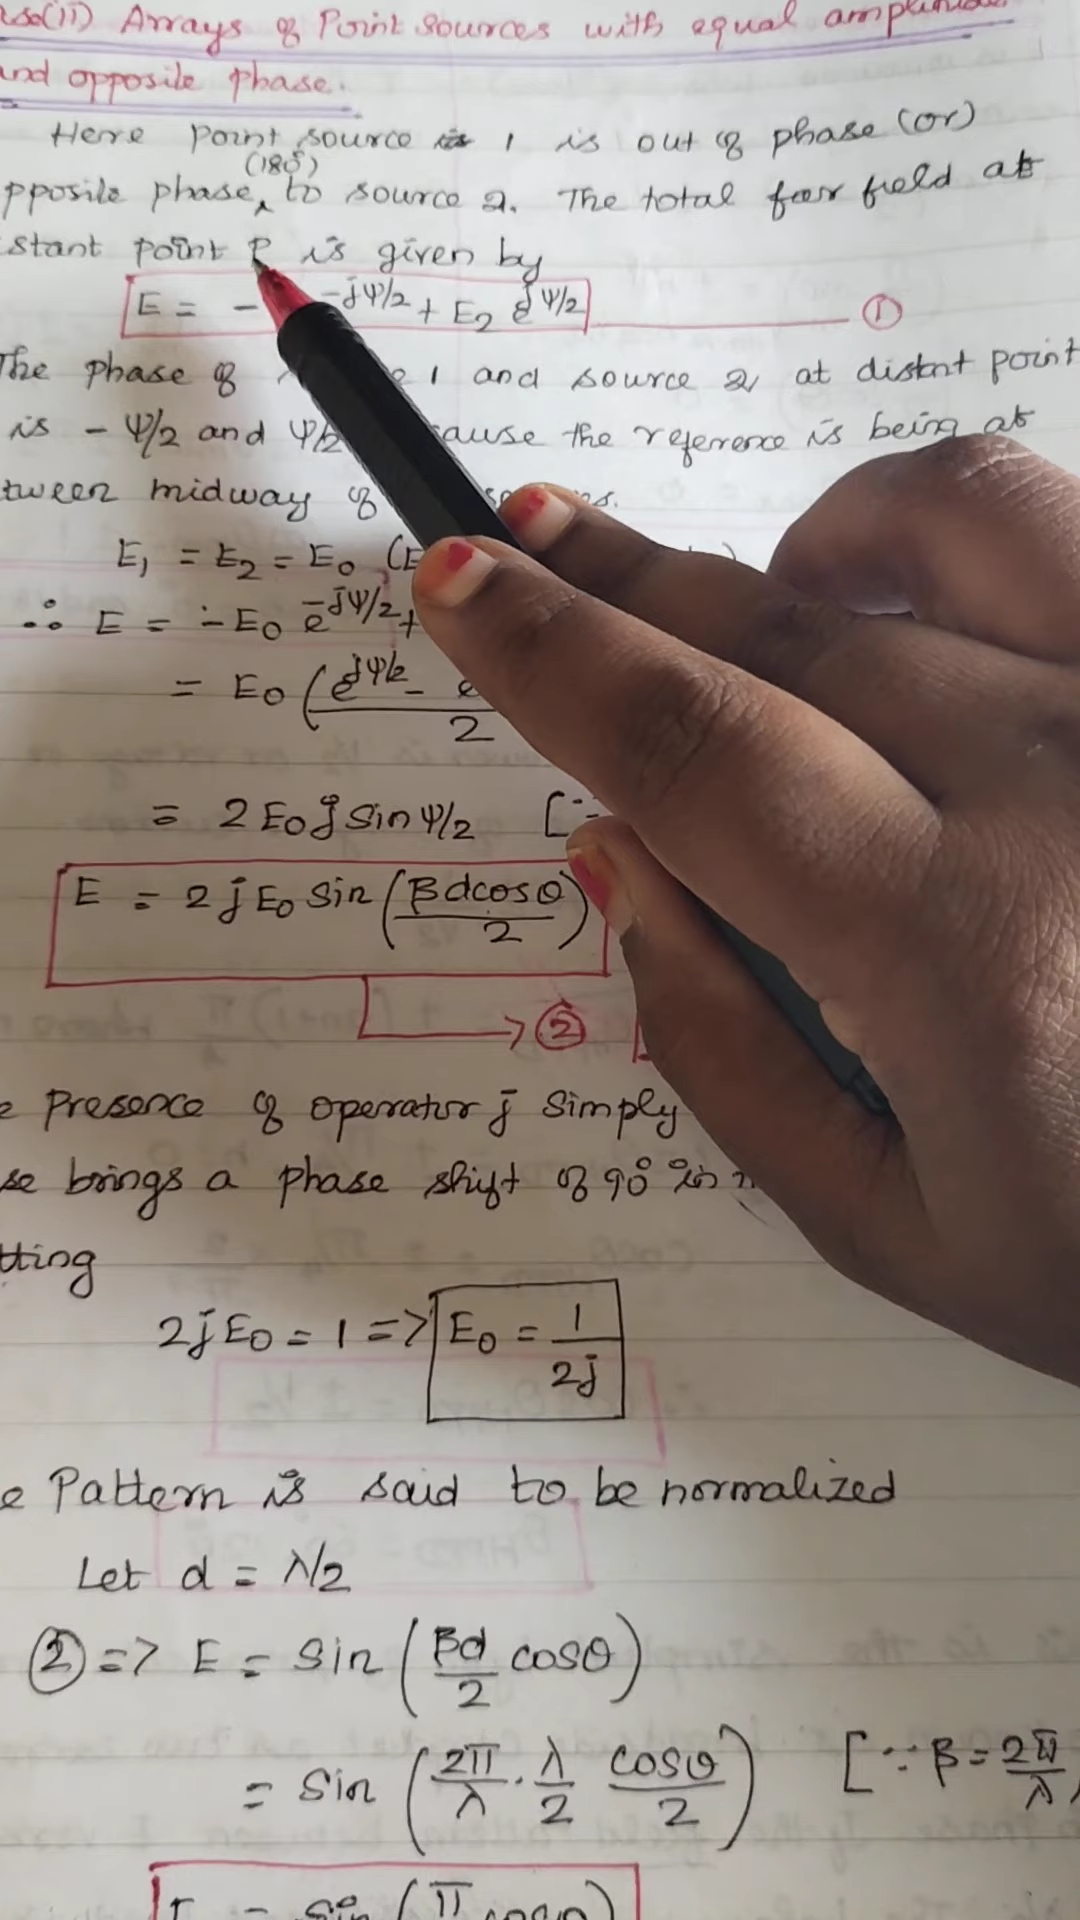 (ii) Arrays of Point sources with equal
opposite phase.
Here point source 1 is out of phase (or)
(180°)
pposite phase, to source 2. The total far field at
stant point P is given by
E = - -jψ/2 + E2 e^jψ/2 ①
The phase of e 1 and source 2 at distnt point
is - ψ/2 and ψ/2 cause the reference is being at
tween midway of
E1 = E2 = E0 (E
∴ E = -E0 e^-jψ/2 +
= E0 (e^jψ/2 - e
2
= 2 E0 j sin ψ/2 [∵
E = 2 j E0 sin (βdcosθ/2)
→ ②
e Presence of operator j simply
se brings a phase shift of 90° in
tting
2jE0 = 1 => E0 = 1/2j
e Pattern is said to be normalized
Let d = λ/2
② => E = sin (βd/2 cosθ)
= sin (2π/λ . λ/2 cosθ/2) [∵ β = 2π/λ
= sin (π